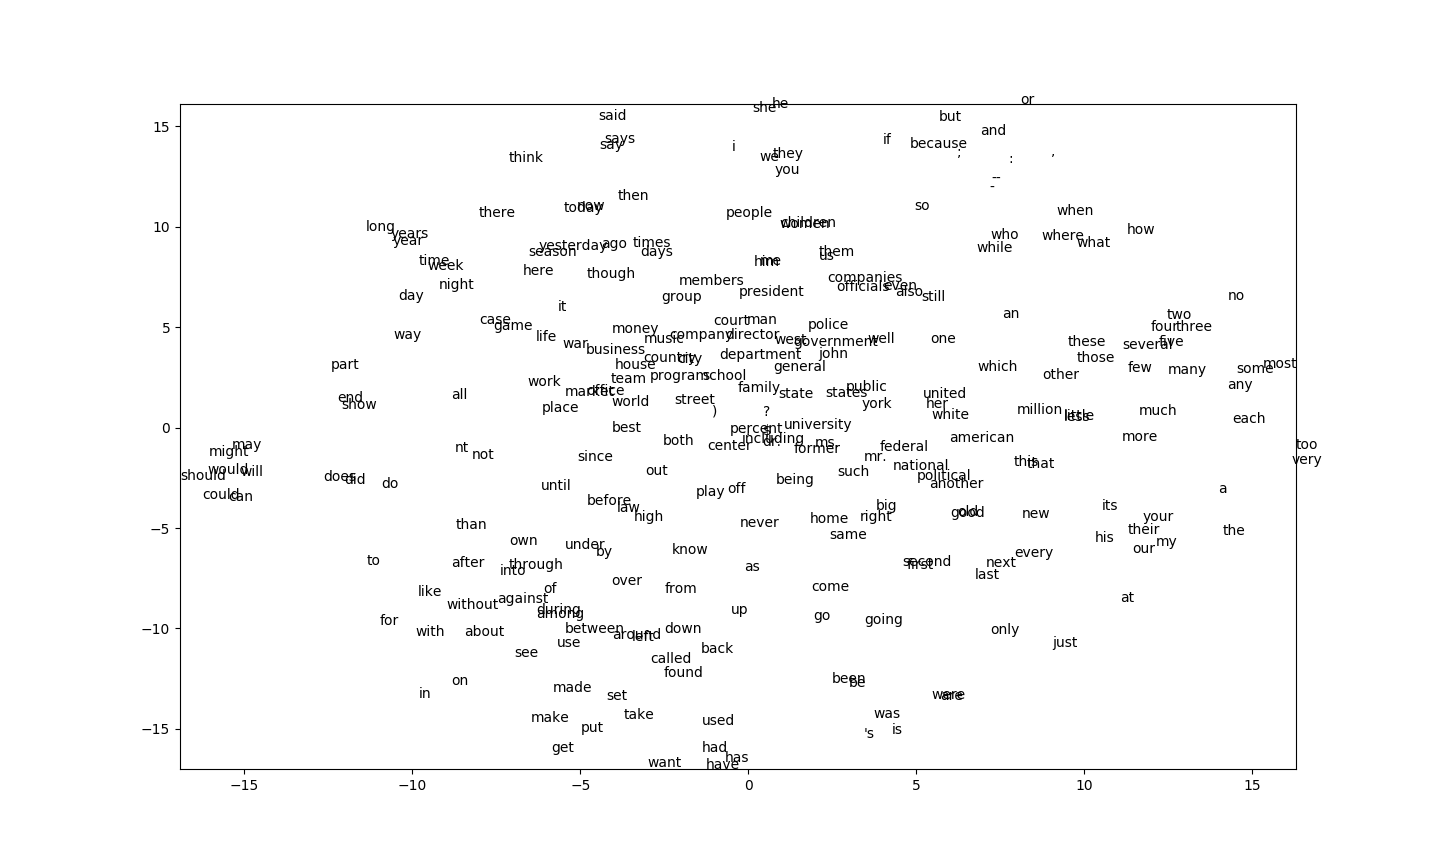 or
he
she
said
but
15
and
says
if
because
say
i
they
;
:
,
we
think
you
--
-
then
now
today
so
there
people
when
children
women
10
long
how
years
who
where
year
what
times
yesterday
ago
while
season
days
them
us
time
him
me
week
here
though
companies
members
night
officials
even
president
also
group
day
still
no
it
an
two
case
court
man
5
game
police
four
three
money
way
life
company
director
music
west
well
one
war
government
these
five
several
business
department
john
country
city
those
part
house
general
which
few
many
some
most
team
program
school
other
work
family
public
any
market
office
state
states
united
all
end
show
street
world
york
her
place
)
?
white
million
little
less
much
each
best
percent
university
0
s
american
more
may
nt
both
center
including
dr.
ms.
former
federal
too
might
not
since
mr.
this
that
very
would
will
out
such
national
should
does
did
do
being
political
another
until
play
off
a
could
can
before
law
big
its
high
home
right
good
old
new
your
−5
than
never
their
the
own
same
his
my
under
by
know
our
to
after
through
into
as
second
first
every
next
last
like
of
over
from
come
at
without
against
during
among
up
for
go
going
−10
with
about
between
around
left
down
only
use
back
just
see
called
found
on
made
been
be
in
set
were
are
make
take
used
was
−15
put
's
is
get
had
has
want
have
−15 −10 −5 0 5 10 15